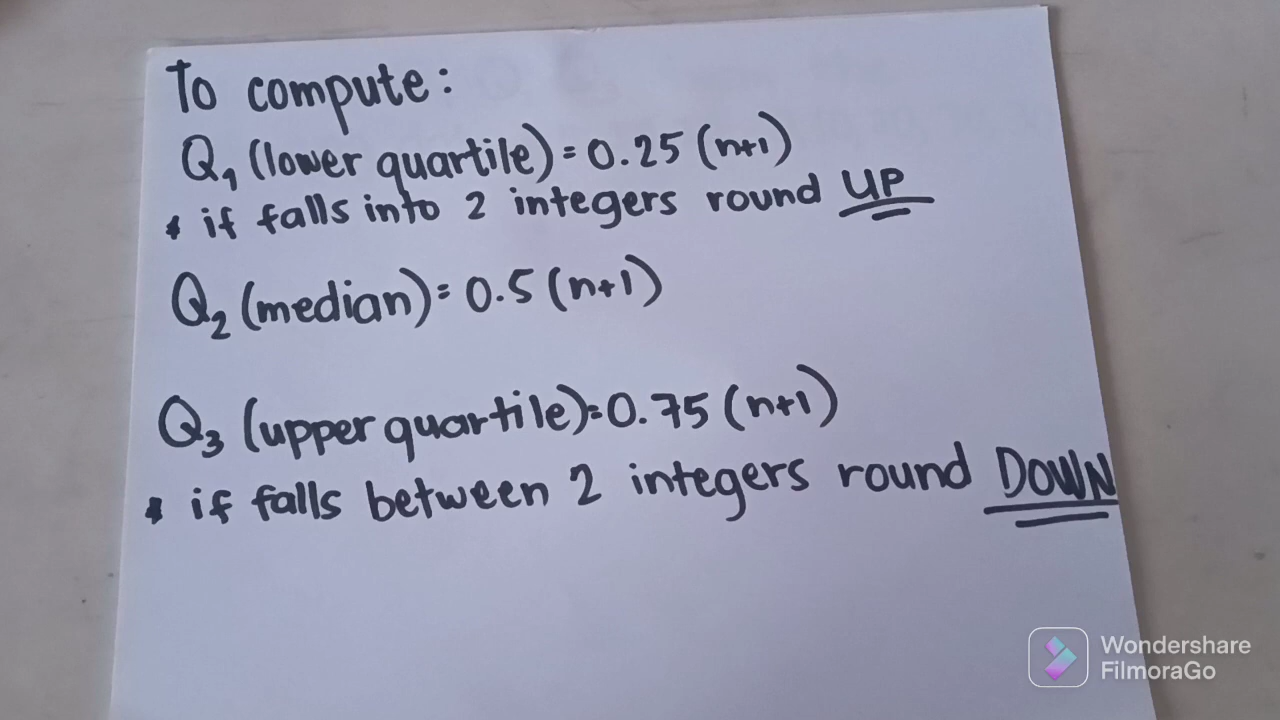 To compute:
Q₁ (lower quartile) = 0.25 (n+1)
* if falls into 2 integers round UP
Q₂ (median) = 0.5 (n+1)
Q₃ (upper quartile) = 0.75 (n+1)
* if falls between 2 integers round DOWN
Wondershare
FilmoraGo